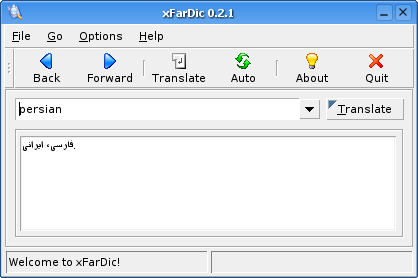 xFarDic 0.2.1
File Go Options Help
Back Forward Translate Auto About Quit
persian Translate
فارسی، ایرانی.
Welcome to xFarDic!